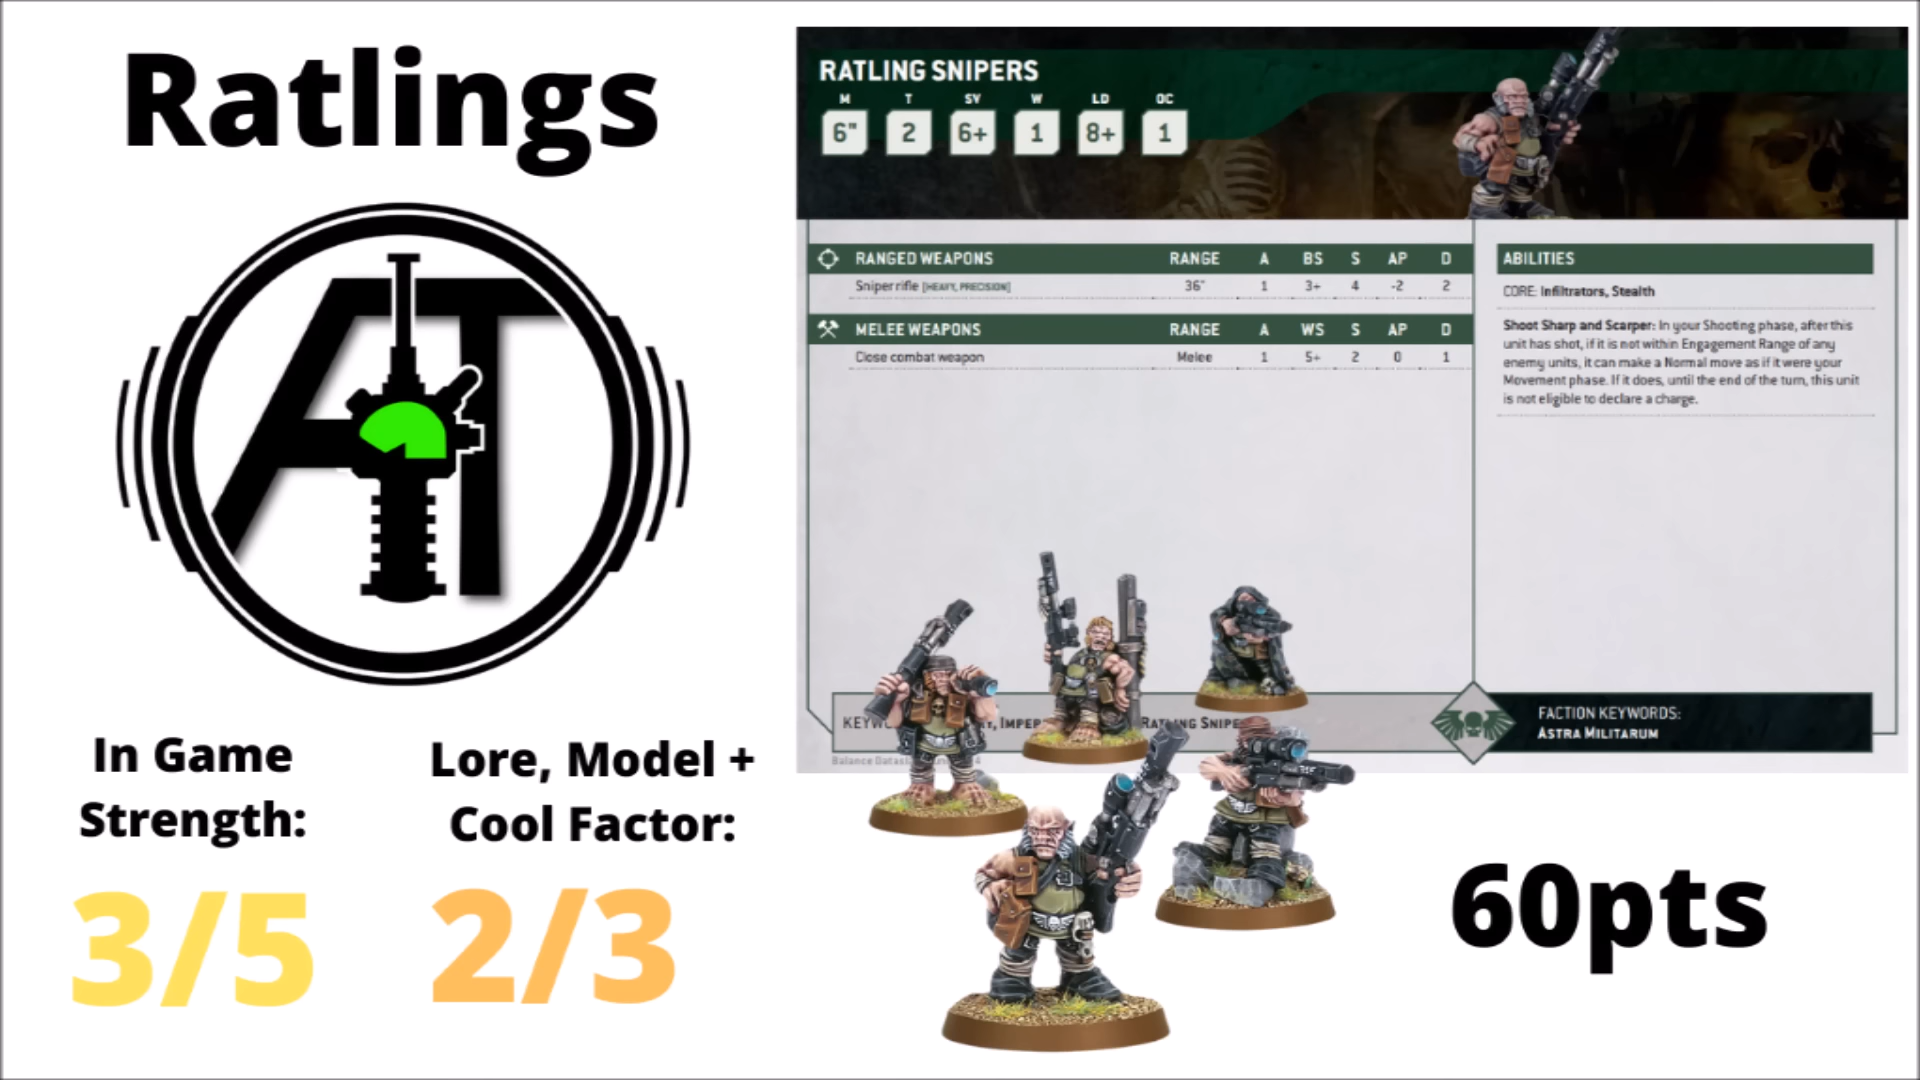 Ratlings
AT
In Game
Strength:
3/5
Lore, Model +
Cool Factor:
2/3
RATLING SNIPERS
M T SV W LD OC
6" 2 6+ 1 8+ 1
RANGED WEAPONS RANGE A BS S AP D
Sniper rifle [HEAVY, PRECISION] 36" 1 3+ 4 -2 2
MELEE WEAPONS RANGE A WS S AP D
Close combat weapon Melee 1 5+ 2 0 1
ABILITIES
CORE: Infiltrators, Stealth
Shoot Sharp and Scarper: In your Shooting phase, after this
unit has shot, if it is not within Engagement Range of any
enemy units, it can make a Normal move as if it were your
Movement phase. If it does, until the end of the turn, this unit
is not eligible to declare a charge.
RATLING
FACTION KEYWORDS:
ASTRA MILITARUM
Balance
60pts